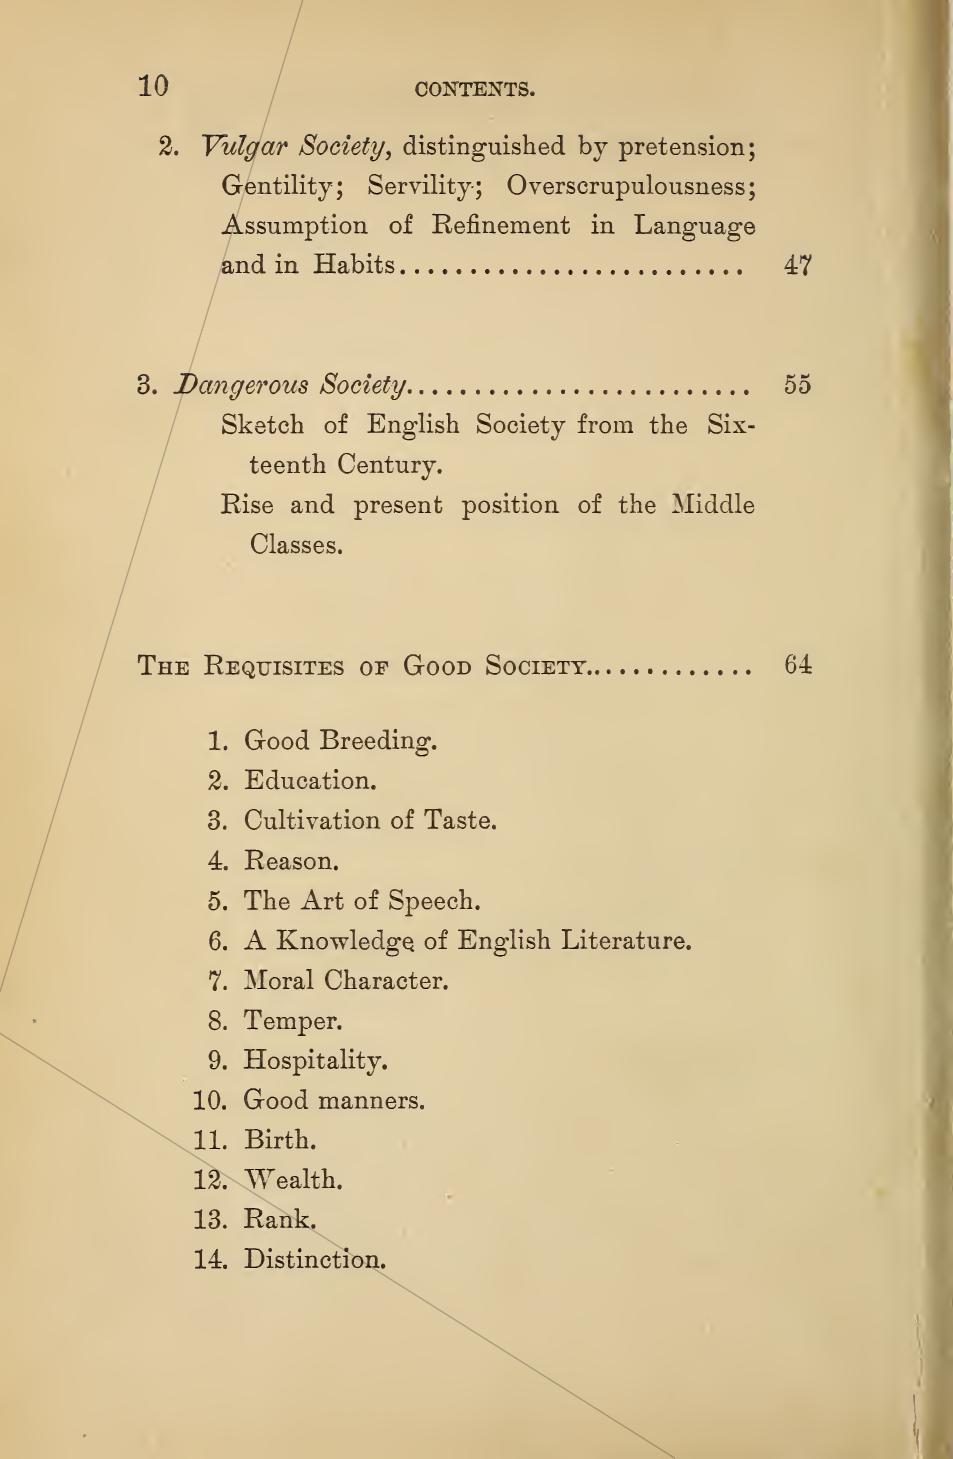 10 CONTENTS.
2. Vulgar Society, distinguished by pretension;
Gentility; Servility; Overscrupulousness;
Assumption of Refinement in Language
and in Habits......................... 47
3. Dangerous Society......................... 55
Sketch of English Society from the Six-
teenth Century.
Rise and present position of the Middle
Classes.
THE REQUISITES OF GOOD SOCIETY............. 64
1. Good Breeding.
2. Education.
3. Cultivation of Taste.
4. Reason.
5. The Art of Speech.
6. A Knowledge of English Literature.
7. Moral Character.
8. Temper.
9. Hospitality.
10. Good manners.
11. Birth.
12. Wealth.
13. Rank.
14. Distinction.